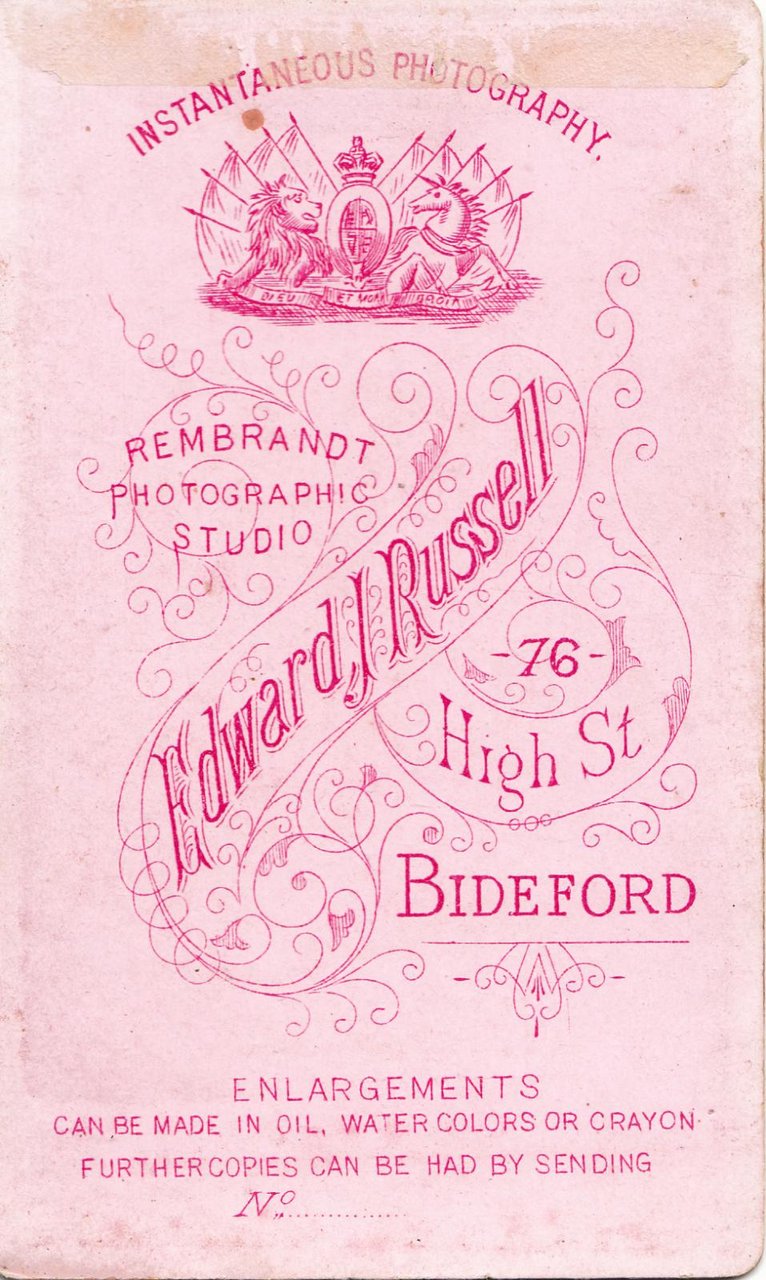 INSTANTANEOUS PHOTOGRAPHY.
DIEU ET MON DROIT
REMBRANDT
PHOTOGRAPHIC
STUDIO
Edward J Russell
-76-
High St
BIDEFORD
ENLARGEMENTS
CAN BE MADE IN OIL, WATER COLORS OR CRAYON
FURTHER COPIES CAN BE HAD BY SENDING
No..............